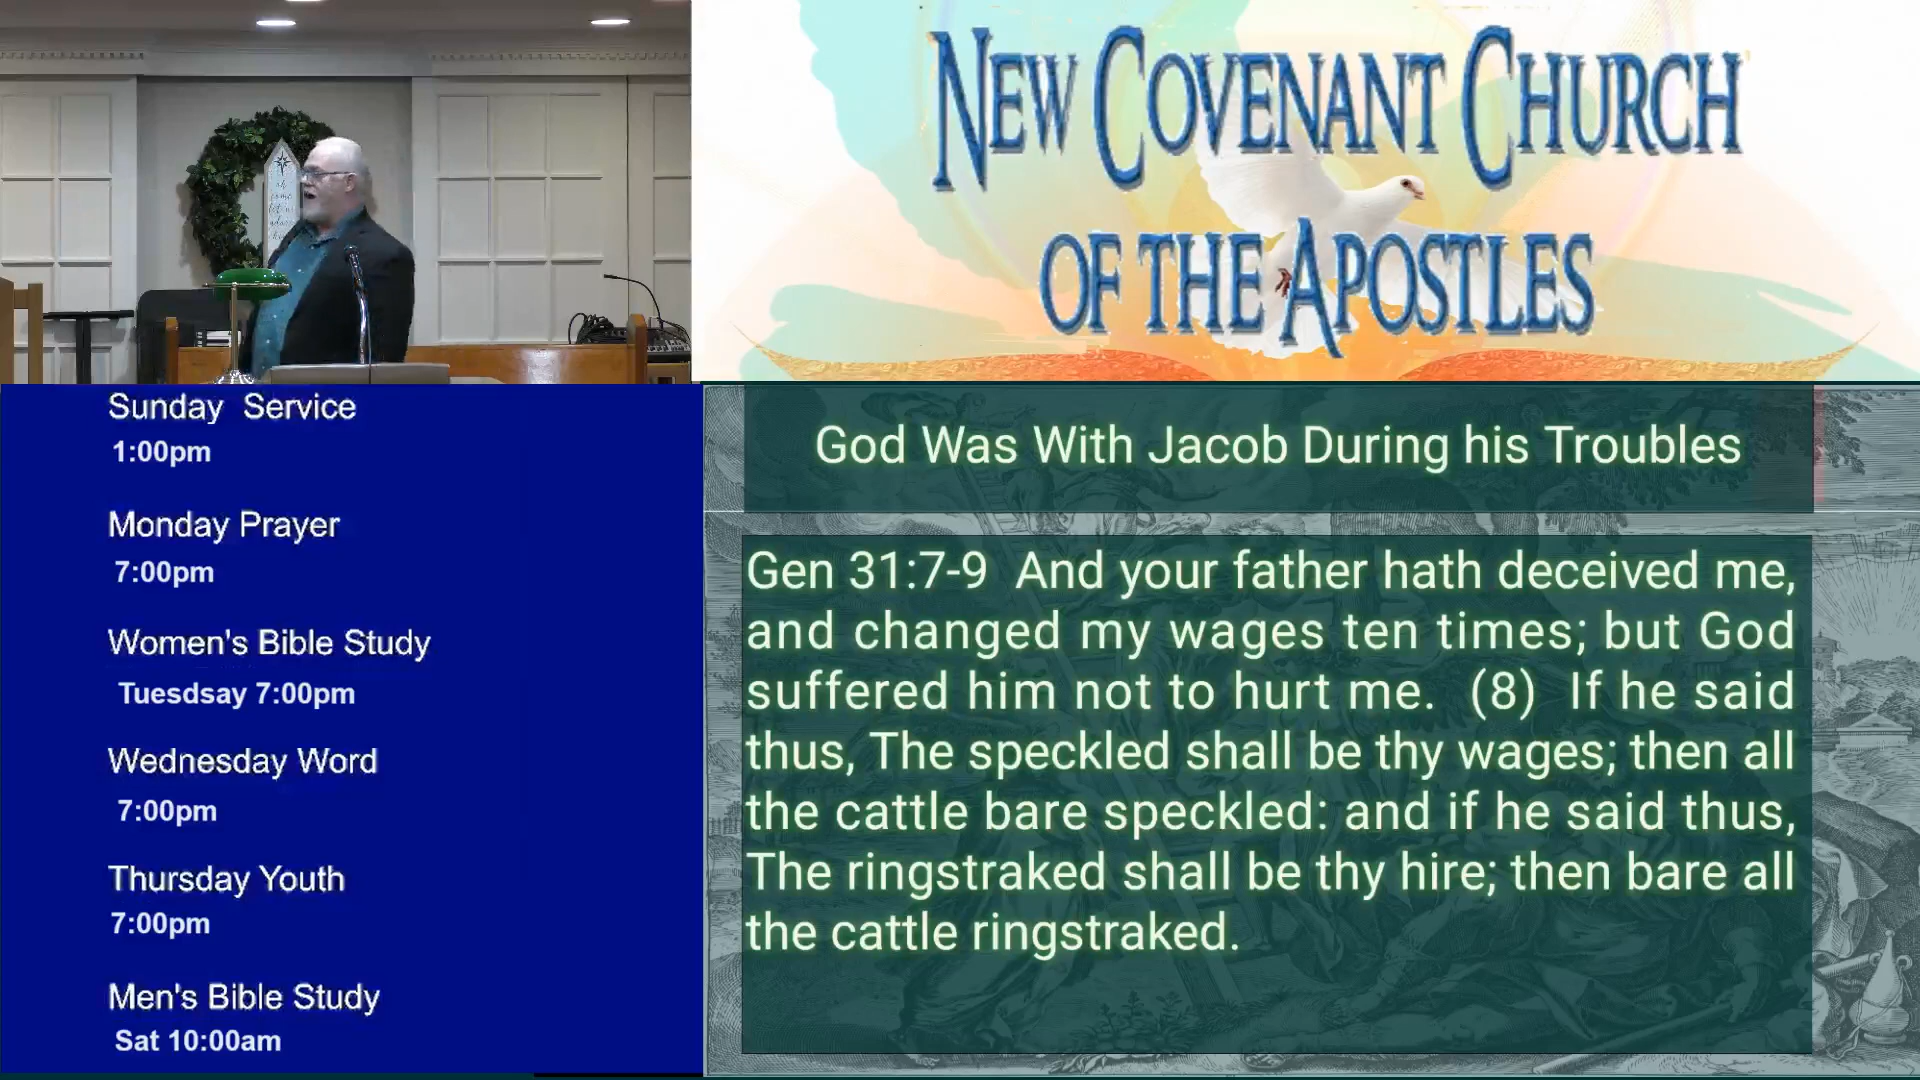 NEW COVENANT CHURCH
OF THE APOSTLES
Sunday Service
1:00pm
Monday Prayer
7:00pm
Women's Bible Study
Tuesdsay 7:00pm
Wednesday Word
7:00pm
Thursday Youth
7:00pm
Men's Bible Study
Sat 10:00am
God Was With Jacob During his Troubles
Gen 31:7-9 And your father hath deceived me,
and changed my wages ten times; but God
suffered him not to hurt me. (8) If he said
thus, The speckled shall be thy wages; then all
the cattle bare speckled: and if he said thus,
The ringstraked shall be thy hire; then bare all
the cattle ringstraked.